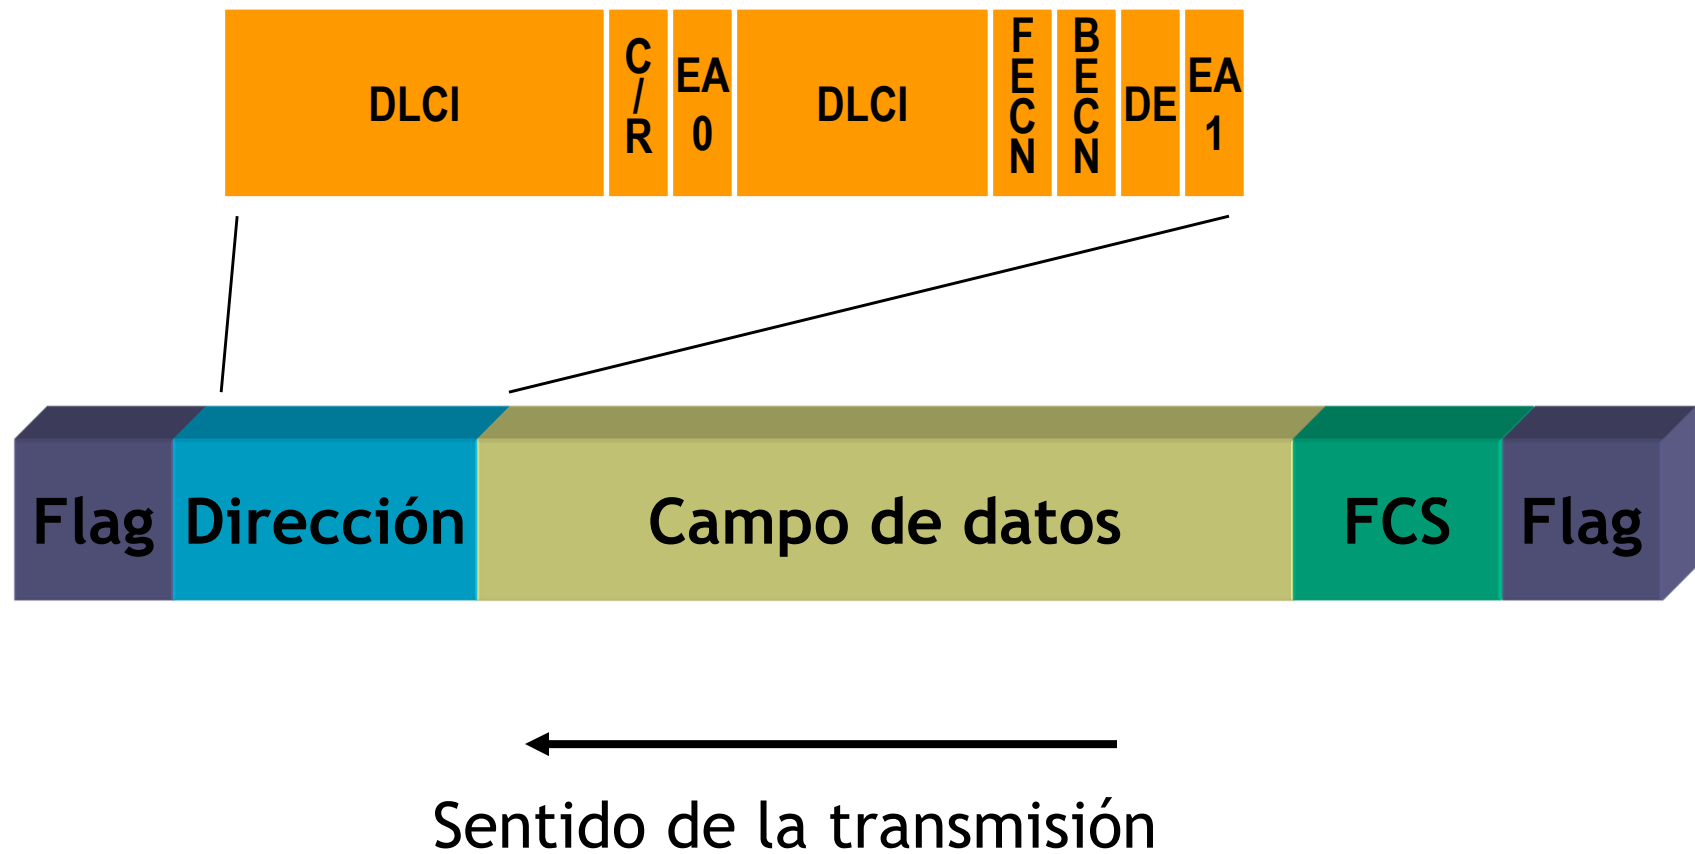 DLCI
C/R
EA
0
DLCI
FECN
BECN
DE
EA
1
Flag
Dirección
Campo de datos
FCS
Flag
Sentido de la transmisión